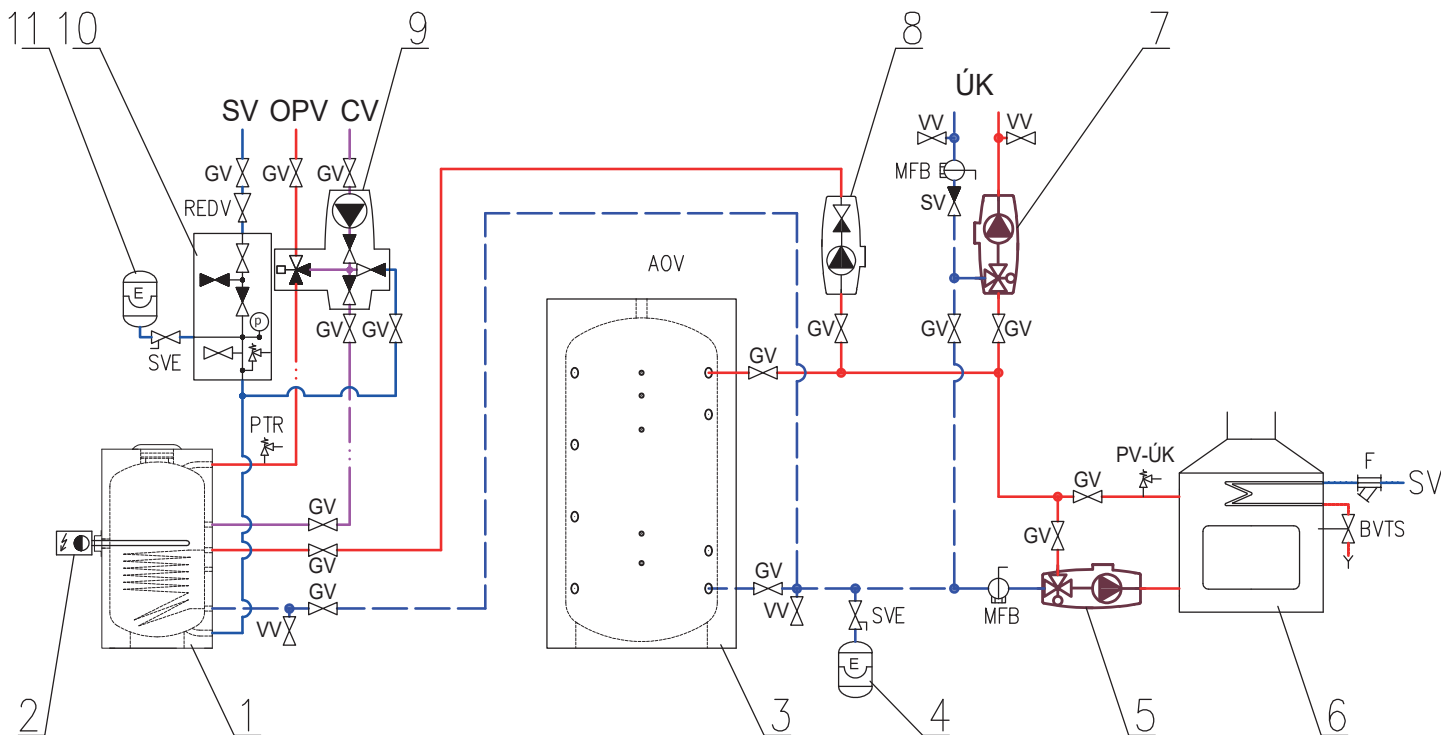 11 10 9 8 7
ÚK
SV OPV CV
VV VV
GV GV GV
MFB E
REDV SV
AOV
E
P
GV GV GV GV GV
SVE
GV
PTR
PV-ÚK F
GV SV
GV
GV BVTS
GV
GV GV
VV VV SVE MFB
E
2 1 3 4 5 6